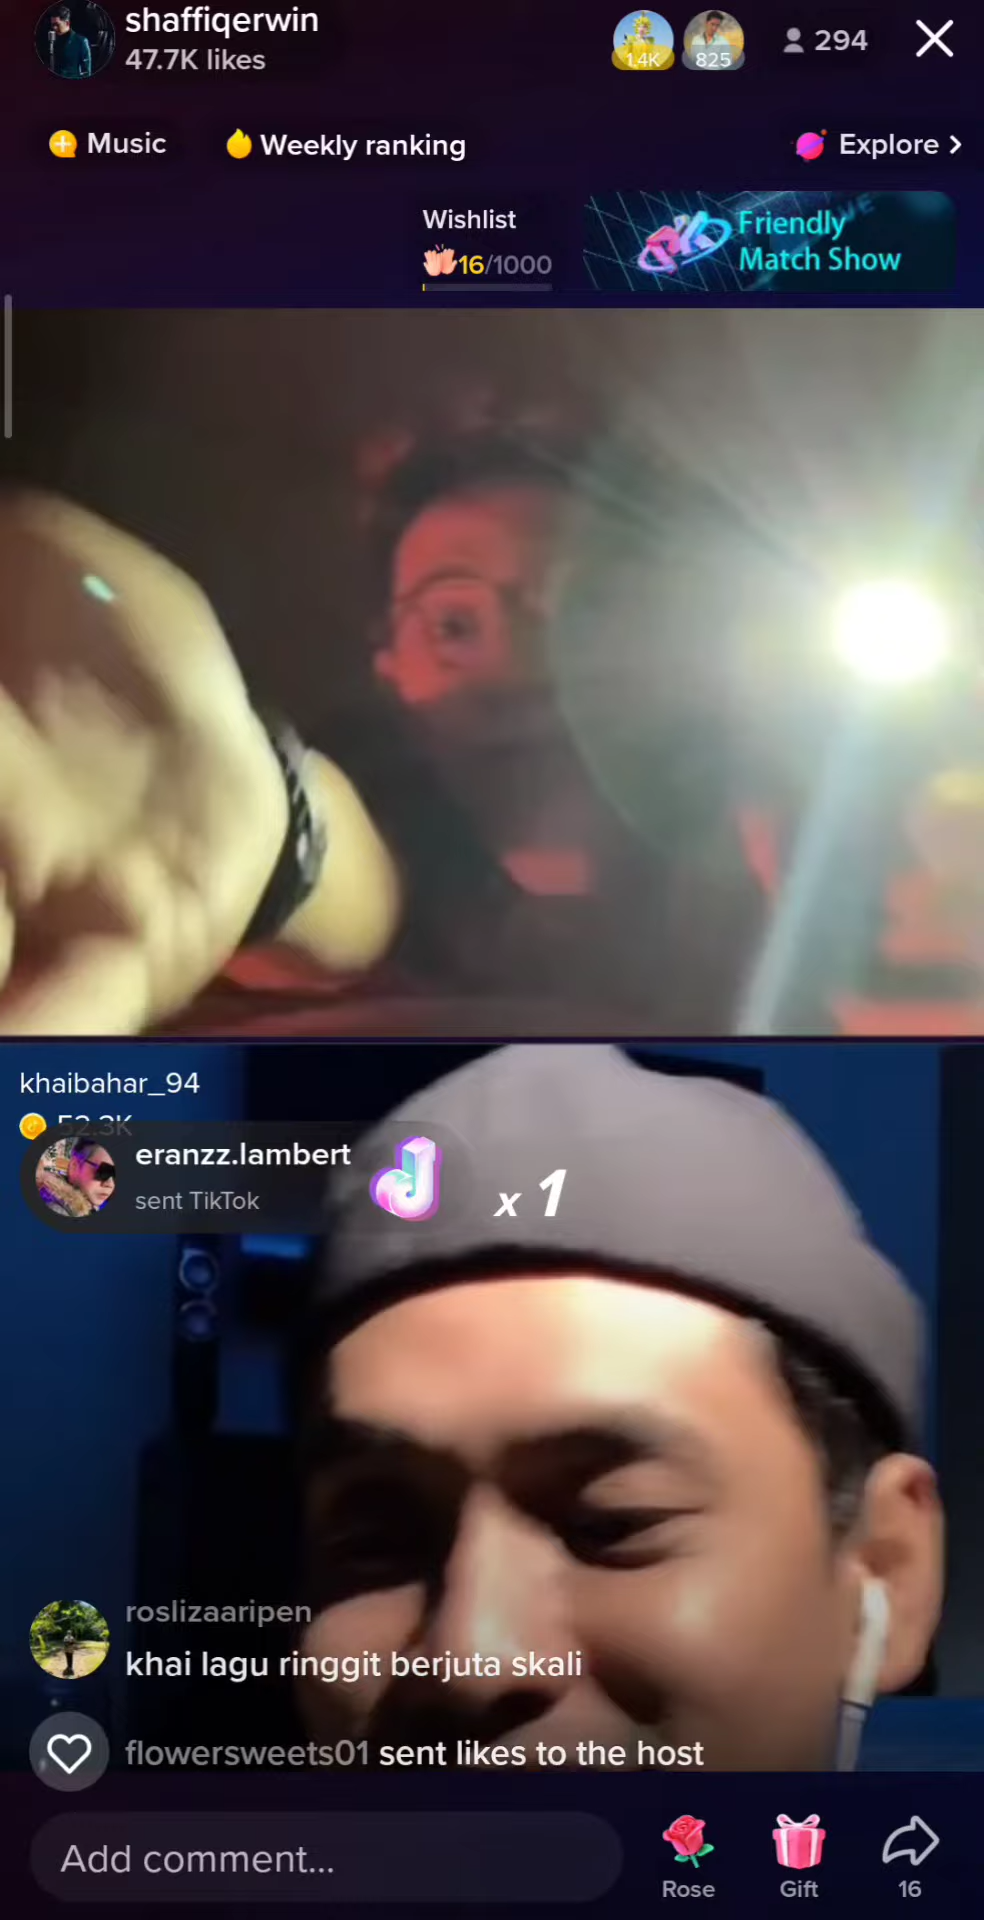 shaffiqerwin
47.7K likes
1.4K
825
294
Music
Weekly ranking
Explore
Wishlist
16/1000
Friendly
Match Show
khaibahar_94
52.3K
eranzz.lambert
sent TikTok
x 1
roslizaaripen
khai lagu ringgit berjuta skali
flowersweets01 sent likes to the host
Add comment...
Rose
Gift
16